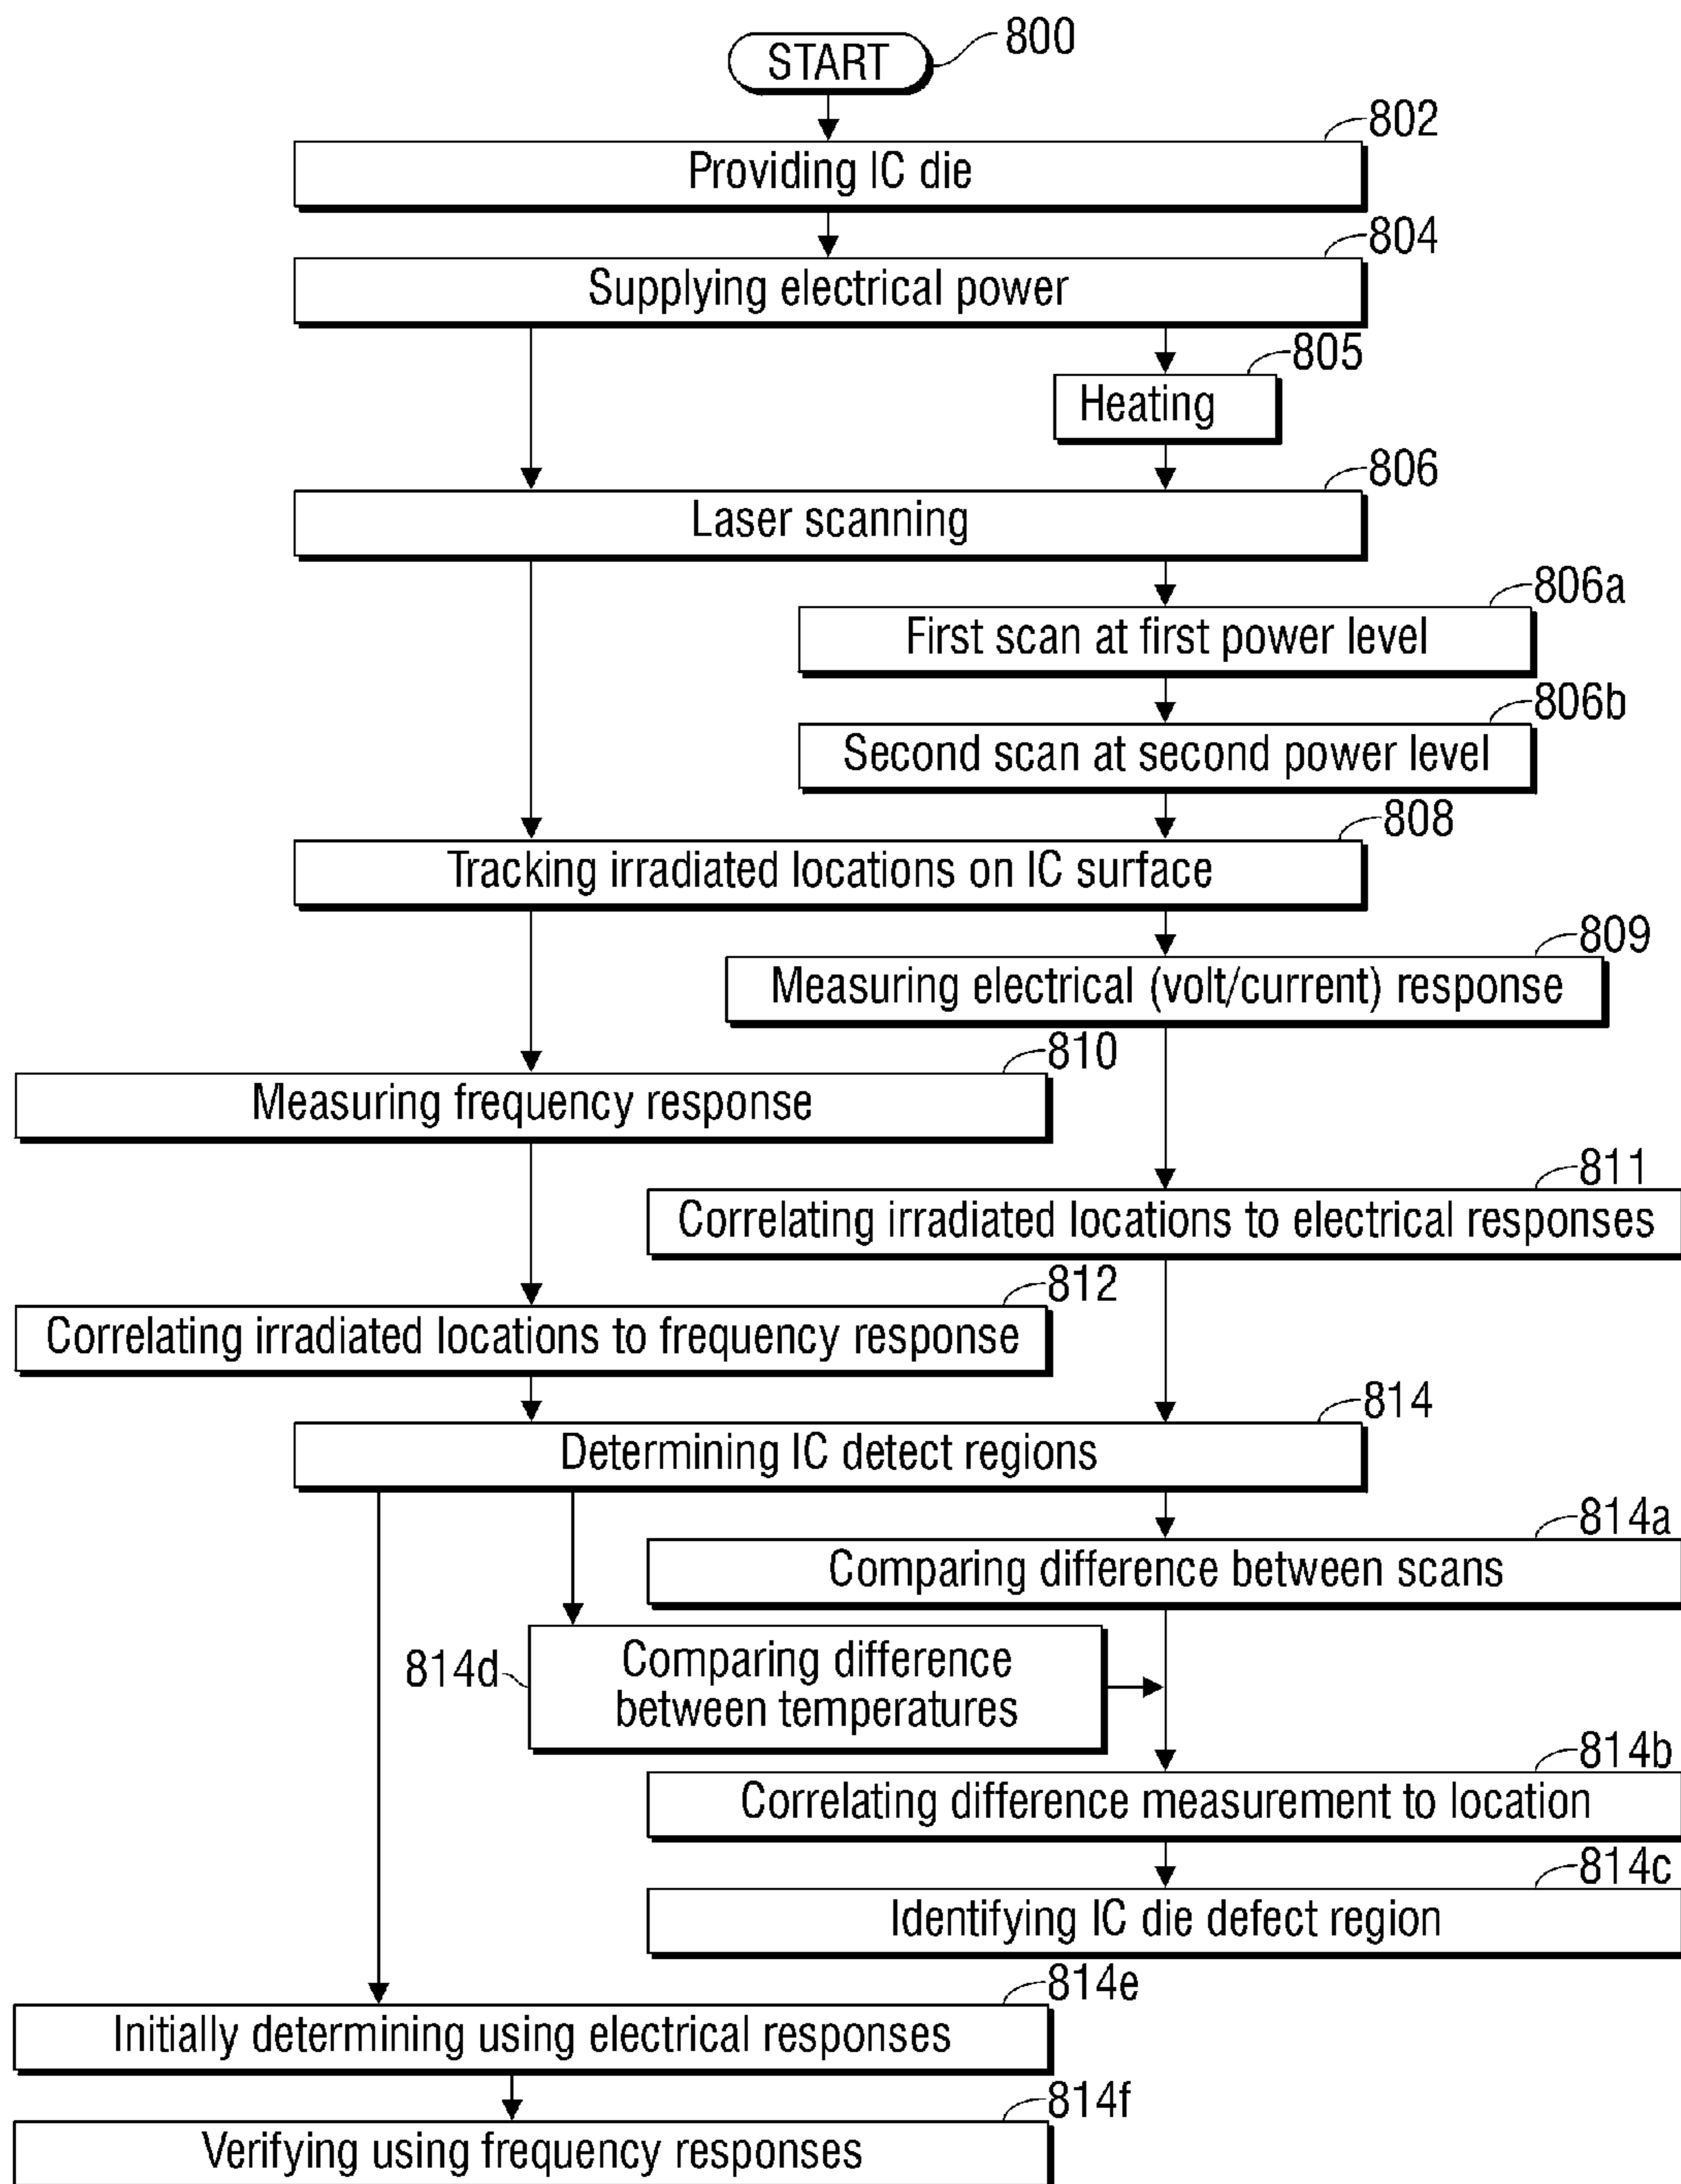 START
800
802
Providing IC die
804
Supplying electrical power
805
Heating
806
Laser scanning
806a
First scan at first power level
806b
Second scan at second power level
808
Tracking irradiated locations on IC surface
809
Measuring electrical (volt/current) response
810
Measuring frequency response
811
Correlating irradiated locations to electrical responses
812
Correlating irradiated locations to frequency response
814
Determining IC detect regions
814a
Comparing difference between scans
814d
Comparing difference
between temperatures
814b
Correlating difference measurement to location
814c
Identifying IC die defect region
814e
Initially determining using electrical responses
814f
Verifying using frequency responses